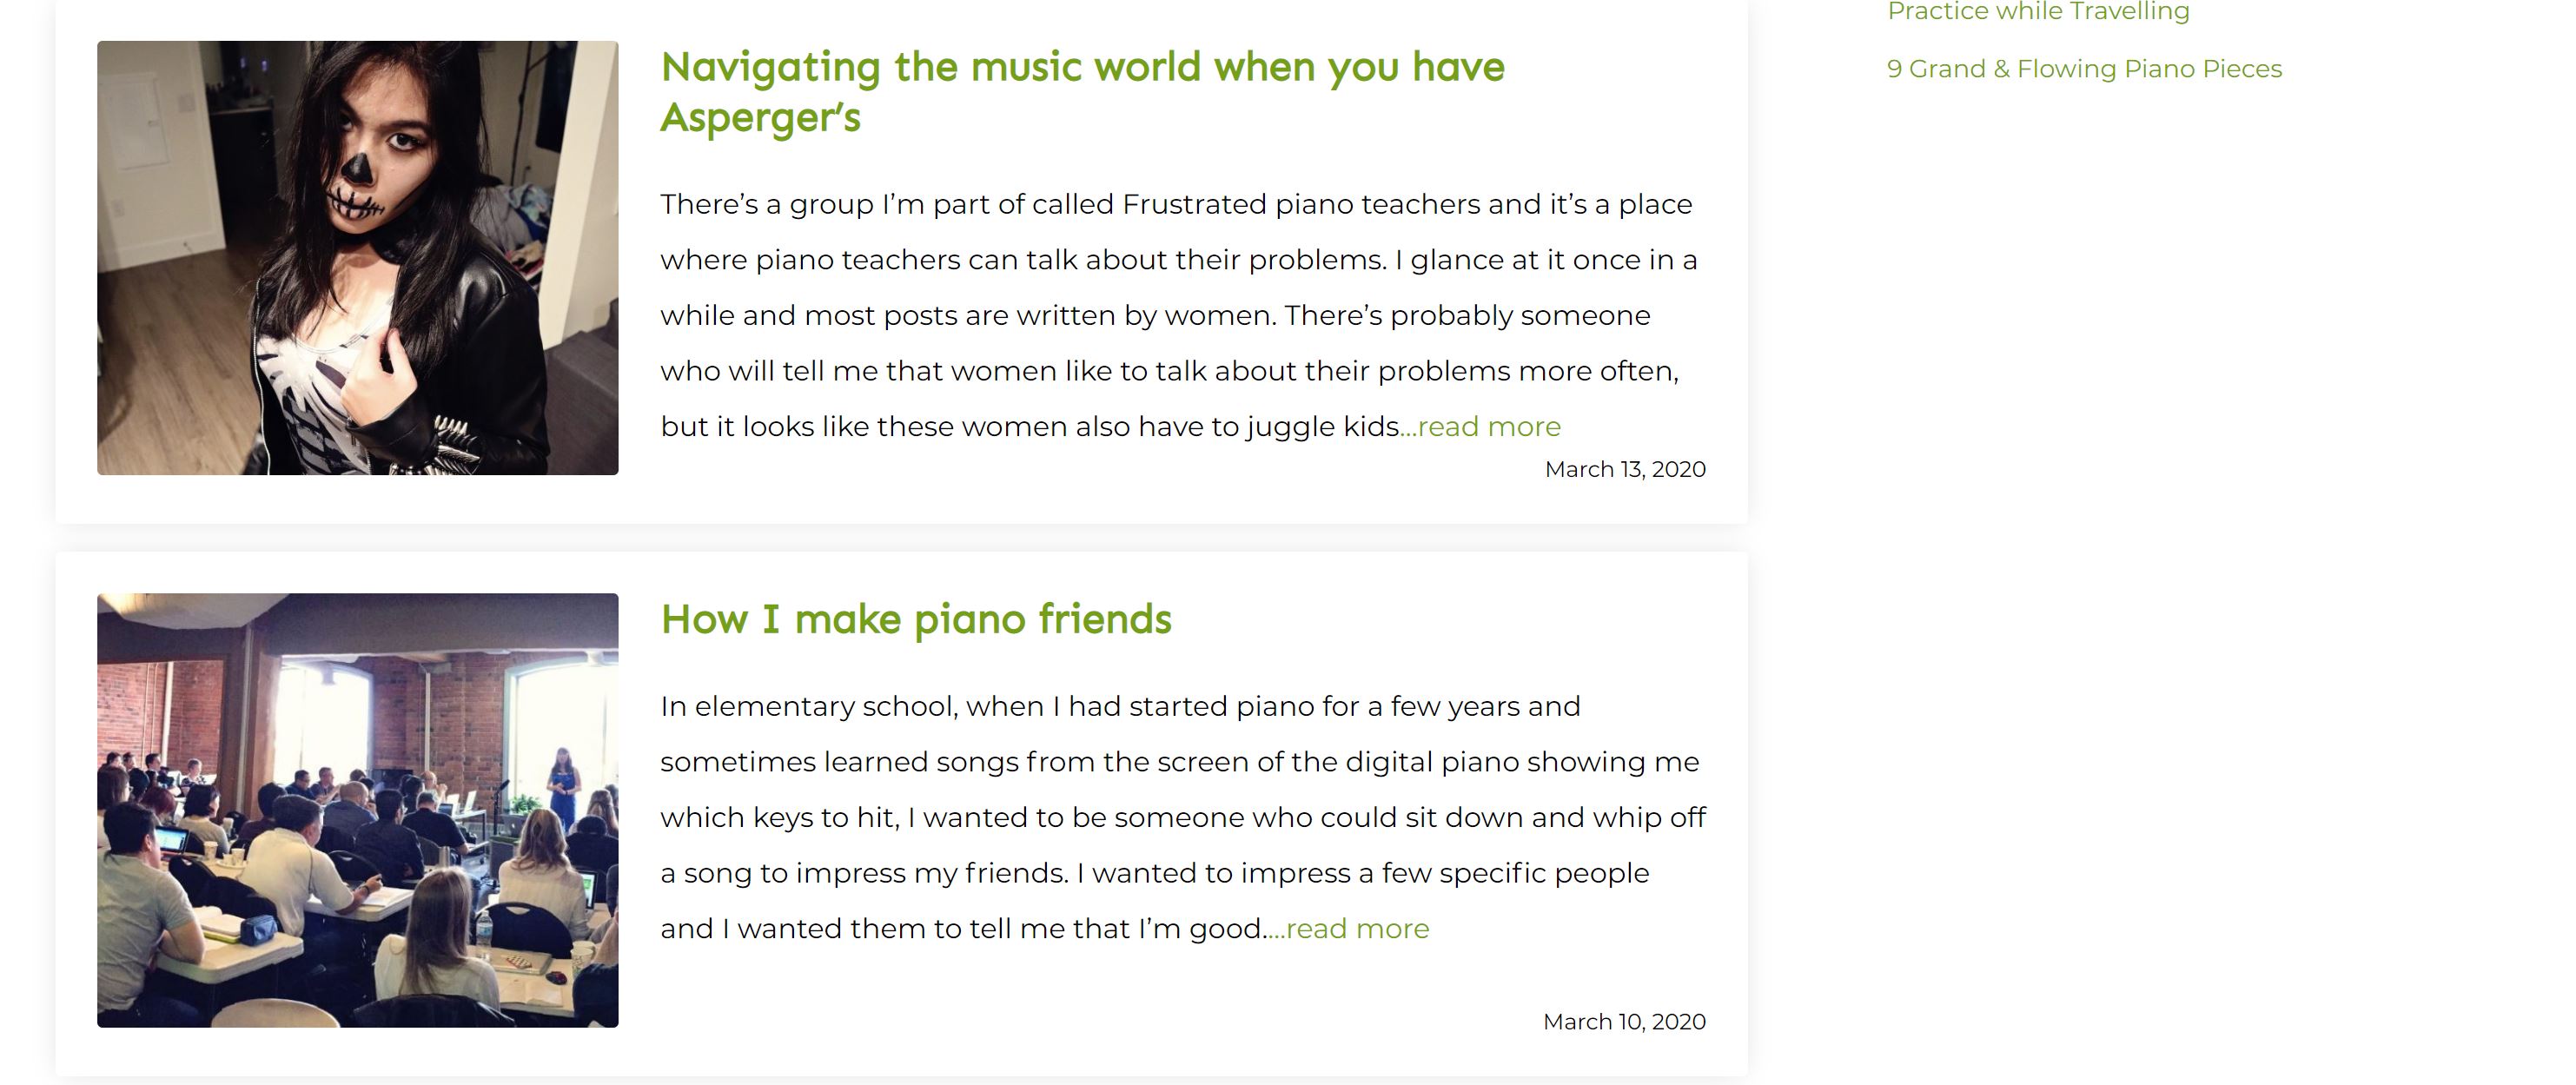 Navigating the music world when you have
Asperger’s
There’s a group I’m part of called Frustrated piano teachers and it’s a place
where piano teachers can talk about their problems. I glance at it once in a
while and most posts are written by women. There’s probably someone
who will tell me that women like to talk about their problems more often,
but it looks like these women also have to juggle kids...read more
March 13, 2020
How I make piano friends
In elementary school, when I had started piano for a few years and
sometimes learned songs from the screen of the digital piano showing me
which keys to hit, I wanted to be someone who could sit down and whip off
a song to impress my friends. I wanted to impress a few specific people
and I wanted them to tell me that I’m good....read more
March 10, 2020
Practice while Travelling
9 Grand & Flowing Piano Pieces